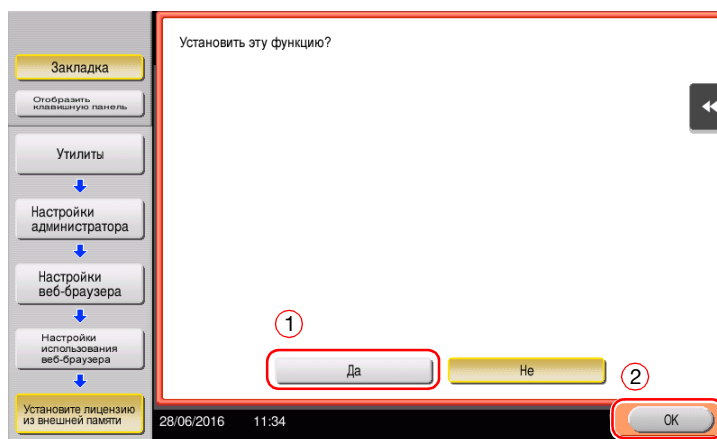 Установить эту функцию?
Закладка
Отобразить
клавишную панель
Утилиты
Настройки
администратора
Настройки
веб-браузера
Настройки
использования
веб-браузера
Установите лицензию
из внешней памяти
1
Да
Не
2
28/06/2016 11:34
OK